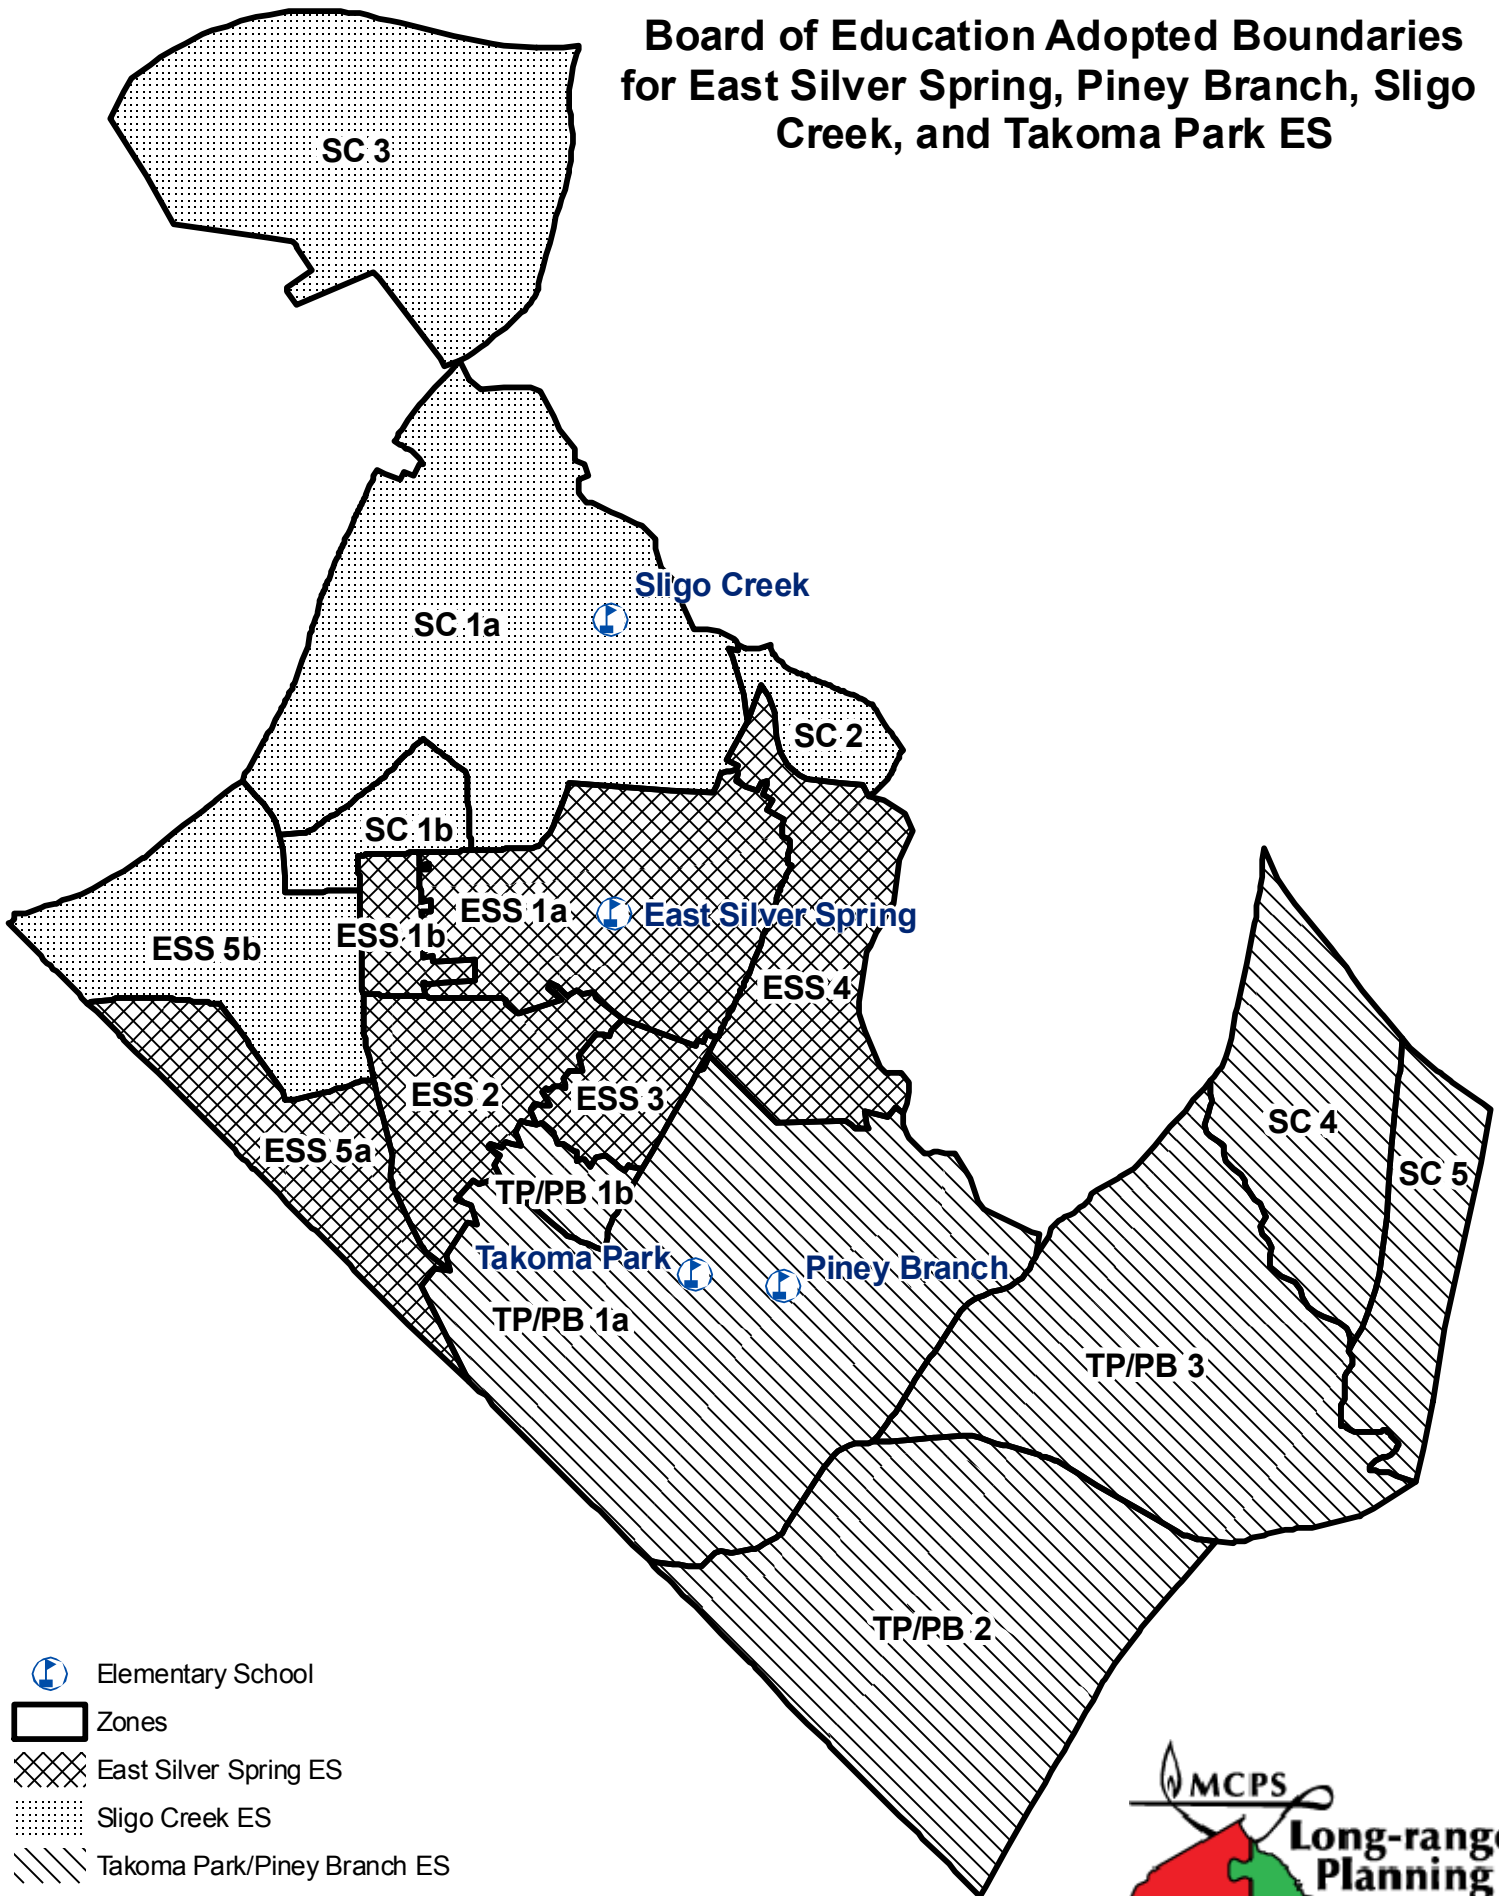 Board of Education Adopted Boundaries
for East Silver Spring, Piney Branch, Sligo
Creek, and Takoma Park ES
SC 3
Sligo Creek
SC 1a
SC 2
SC 1b
ESS 1a
East Silver Spring
ESS 1b
ESS 5b
ESS 4
ESS 2
ESS 3
SC 4
ESS 5a
SC 5
TP/PB 1b
Takoma Park
Piney Branch
TP/PB 1a
TP/PB 3
TP/PB 2
Elementary School
Zones
East Silver Spring ES
Sligo Creek ES
Takoma Park/Piney Branch ES
MCPS
Long-range
Planning